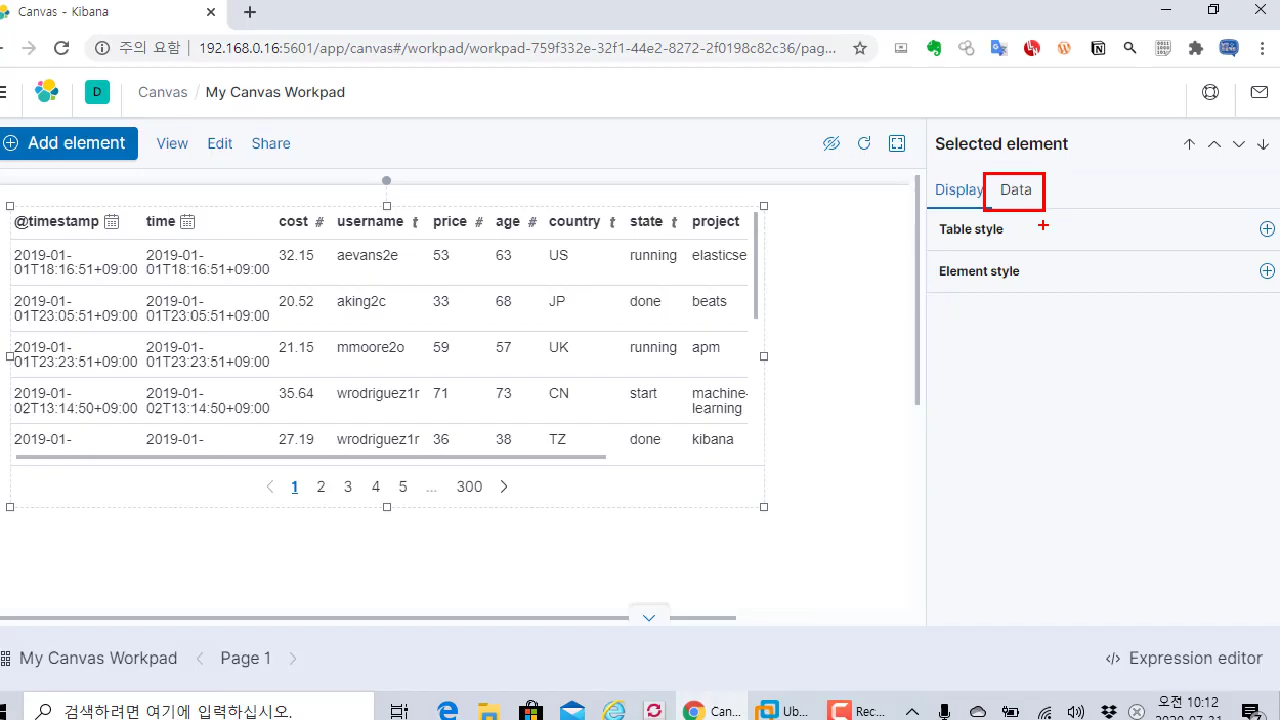 Canvas - Kibana
주의 요함 192.168.0.16:5601/app/canvas#/workpad/workpad-759f332e-32f1-44e2-8272-2f0198c82c36/pag...
D Canvas / My Canvas Workpad
Add element View Edit Share
Selected element
Display Data
Table style
Element style
@timestamp time cost # username t price # age # country t state t project
2019-01-01T18:16:51+09:00 2019-01-01T18:16:51+09:00 32.15 aevans2e 53 63 US running elasticse
2019-01-01T23:05:51+09:00 2019-01-01T23:05:51+09:00 20.52 aking2c 33 68 JP done beats
2019-01-01T23:23:51+09:00 2019-01-01T23:23:51+09:00 21.15 mmoore2o 59 57 UK running apm
2019-01-02T13:14:50+09:00 2019-01-02T13:14:50+09:00 35.64 wrodriguez1r 71 73 CN start machine-learning
2019-01- 2019-01- 27.19 wrodriguez1r 36 38 TZ done kibana
1 2 3 4 5 ... 300
My Canvas Workpad Page 1
</> Expression editor
검색하려면 여기에 입력하십시오.
Can... Ub... Rec...
오전 10:12